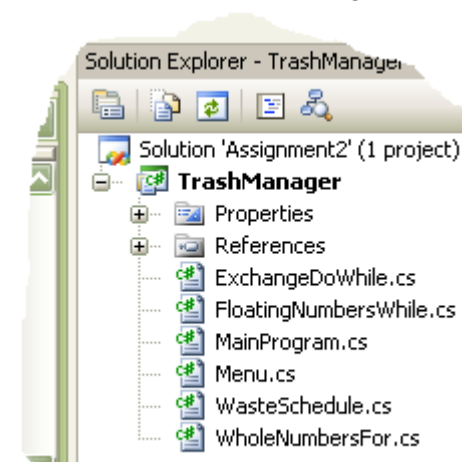 Solution Explorer - TrashManager
Solution 'Assignment2' (1 project)
TrashManager
Properties
References
ExchangeDoWhile.cs
FloatingNumbersWhile.cs
MainProgram.cs
Menu.cs
WasteSchedule.cs
WholeNumbersFor.cs